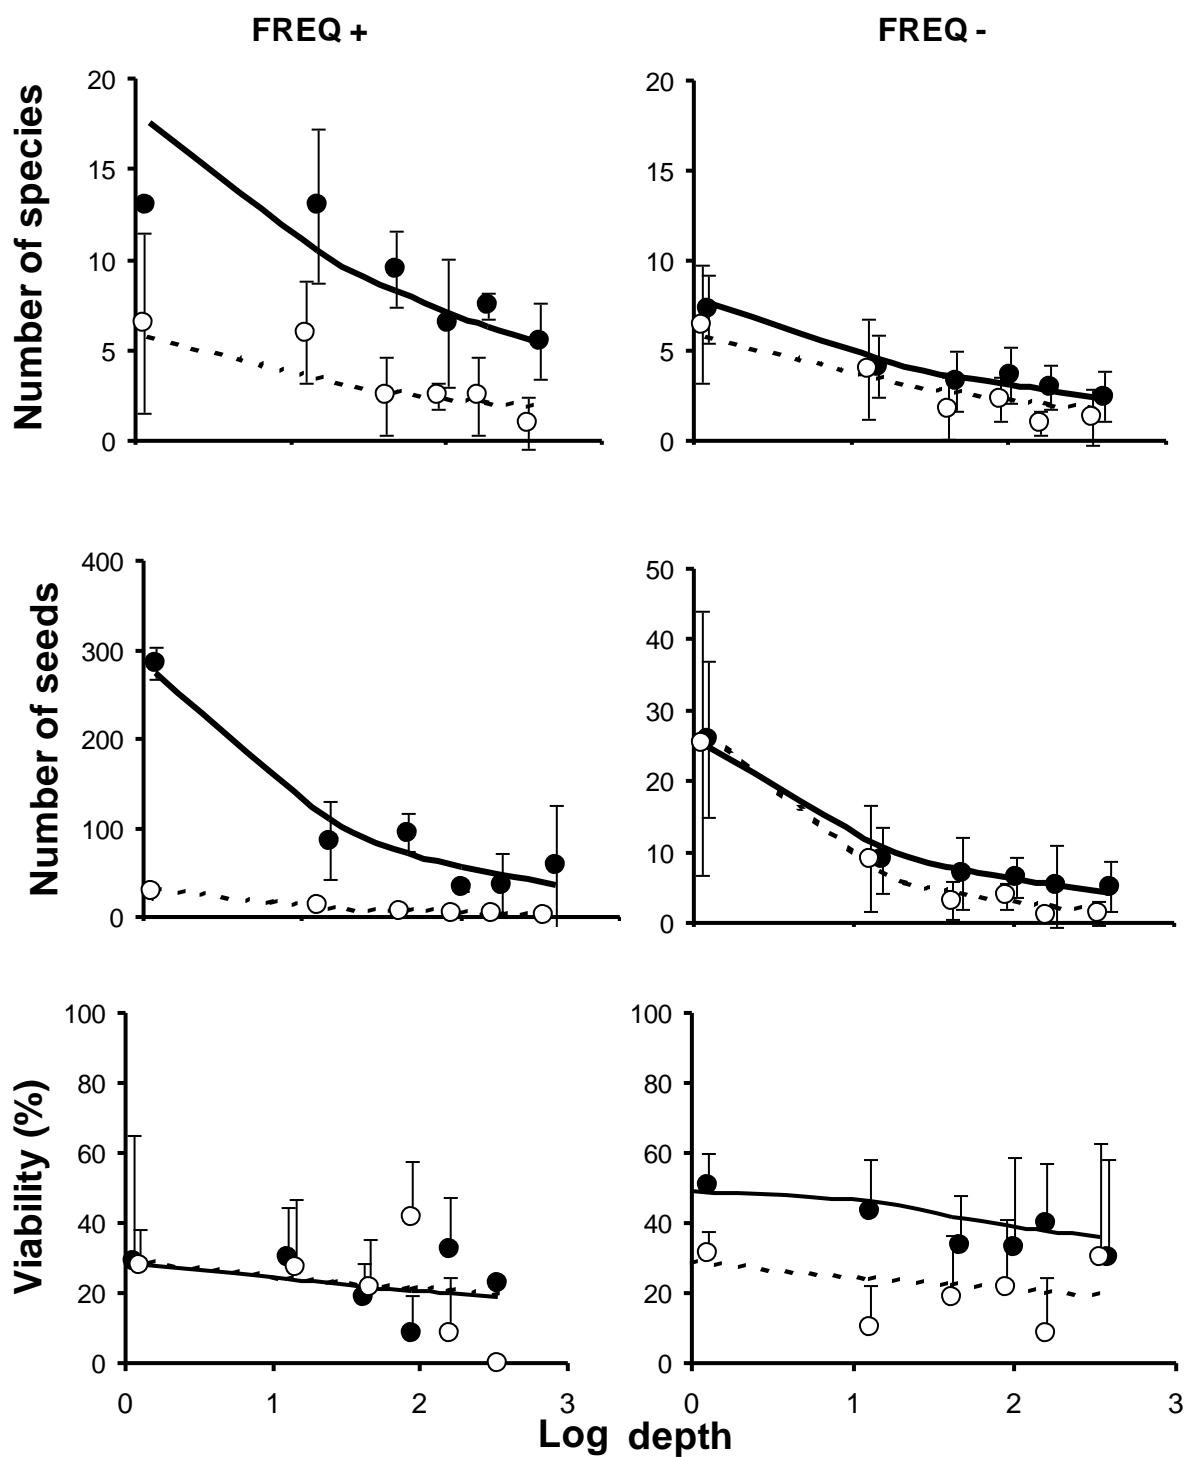 FREQ + FREQ -
Number of species
20 20
15 15
10 10
5 5
0 0
Number of seeds
400 50
300 40
200 30
100 20
0 10
0
Viability (%)
100 100
80 80
60 60
40 40
20 20
0 0
0 1 2 3 0 1 2 3
Log depth